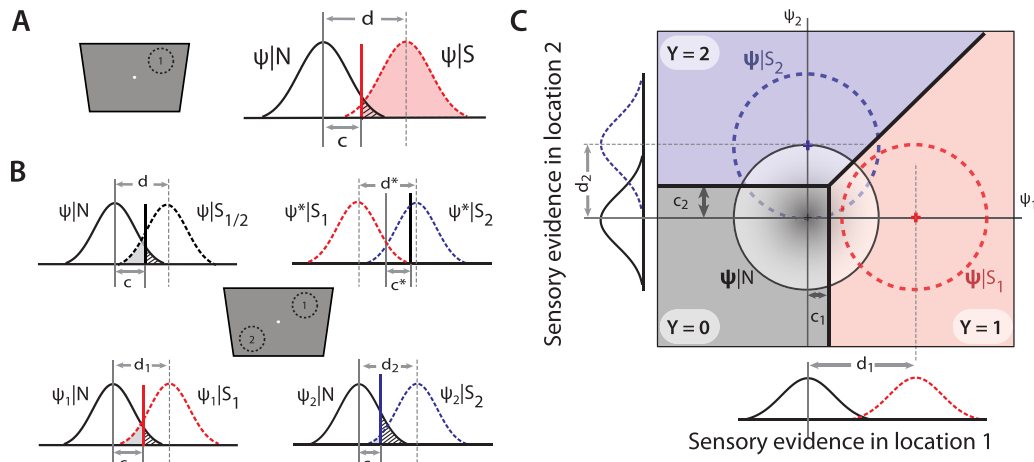 A
1
d
ψ|N
ψ|S
c
B
d
ψ|N
ψ|S1/2
c
d*
ψ*|S1
ψ*|S2
c*
1
2
d1
ψ1|N
ψ1|S1
d2
ψ2|N
ψ2|S2
C
Sensory evidence in location 2
d2
ψ2
Y = 2
ψ|S2
c2
ψ|N
c1
ψ|S1
Y = 0
Y = 1
d1
Sensory evidence in location 1